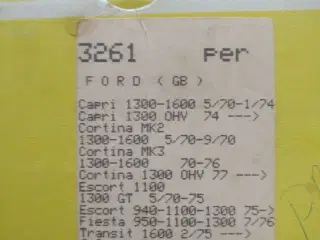 3261 per
FORD (GB)
Capri 1300-1600 5/70-1/74
Capri 1300 OHV 74 --->
Cortina MK2
1300-1600 5/70-9/70
Cortina MK3
1300-1600 70-76
Cortina 1300 OHV 77 --->
Escort 1100
1300 GT 5/70-75
Escort 940-1100-1300 75->
Fiesta 950-1100-1300 7/76
Transit 1600 2/75 --->